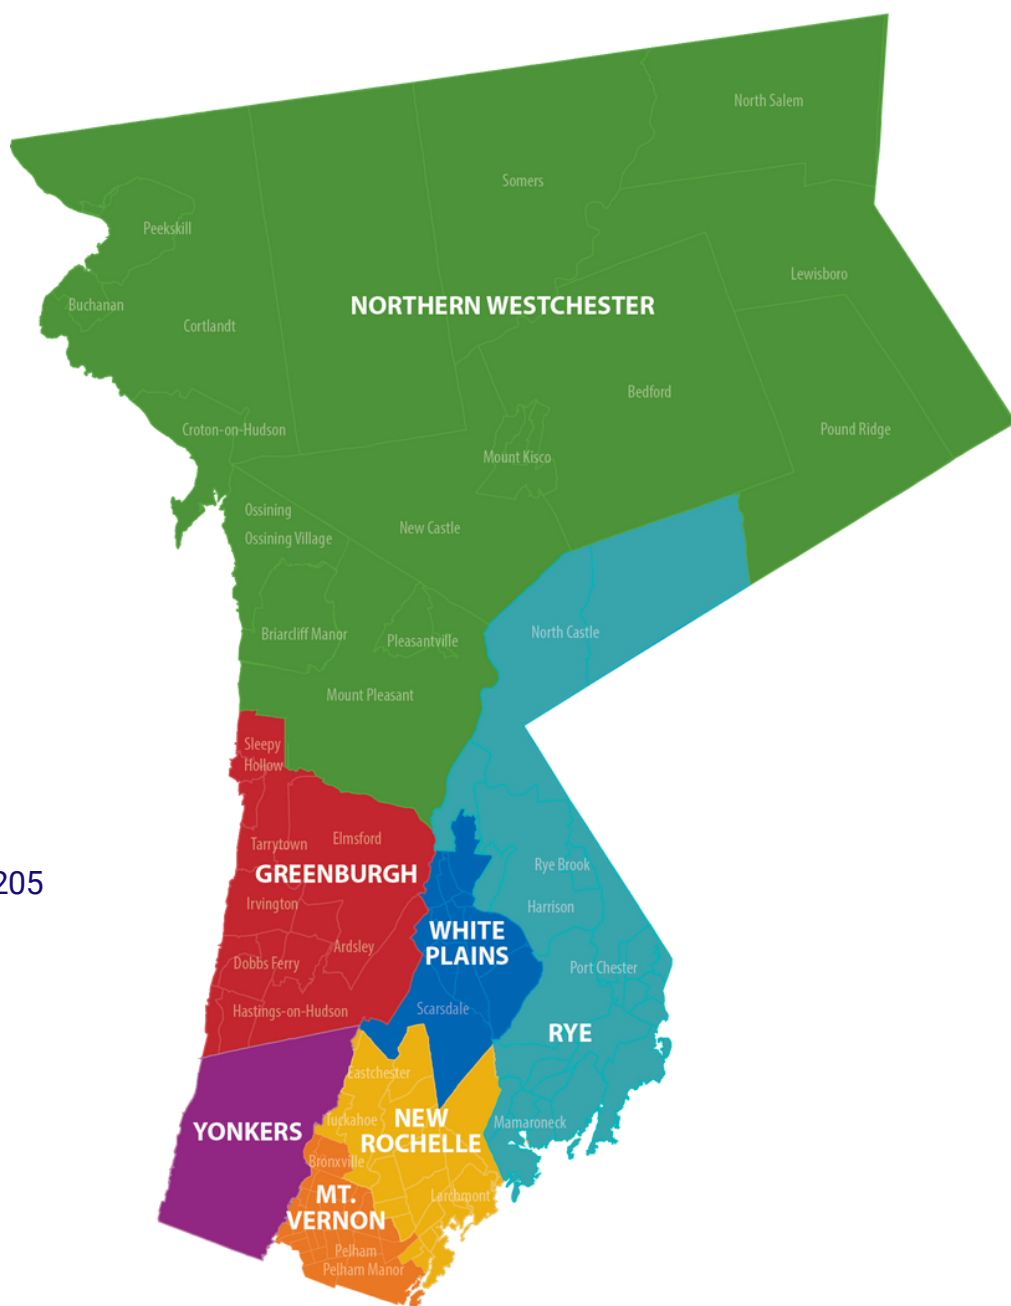 North Salem
Somers
Peekskill
Lewisboro
Buchanan
NORTHERN WESTCHESTER
Cortlandt
Bedford
Croton-on-Hudson
Pound Ridge
Mount Kisco
Ossining
New Castle
Ossining Village
North Castle
Briarcliff Manor
Pleasantville
Mount Pleasant
Sleepy
Hollow
Elmsford
Tarrytown
Rye Brook
GREENBURGH
205
Irvington
Harrison
WHITE
PLAINS
Ardsley
Dobbs Ferry
Port Chester
Scarsdale
Hastings-on-Hudson
RYE
Eastchester
Tuckahoe
NEW
ROCHELLE
Mamaroneck
YONKERS
Bronxville
MT.
VERNON
Larchmont
Pelham
Pelham Manor